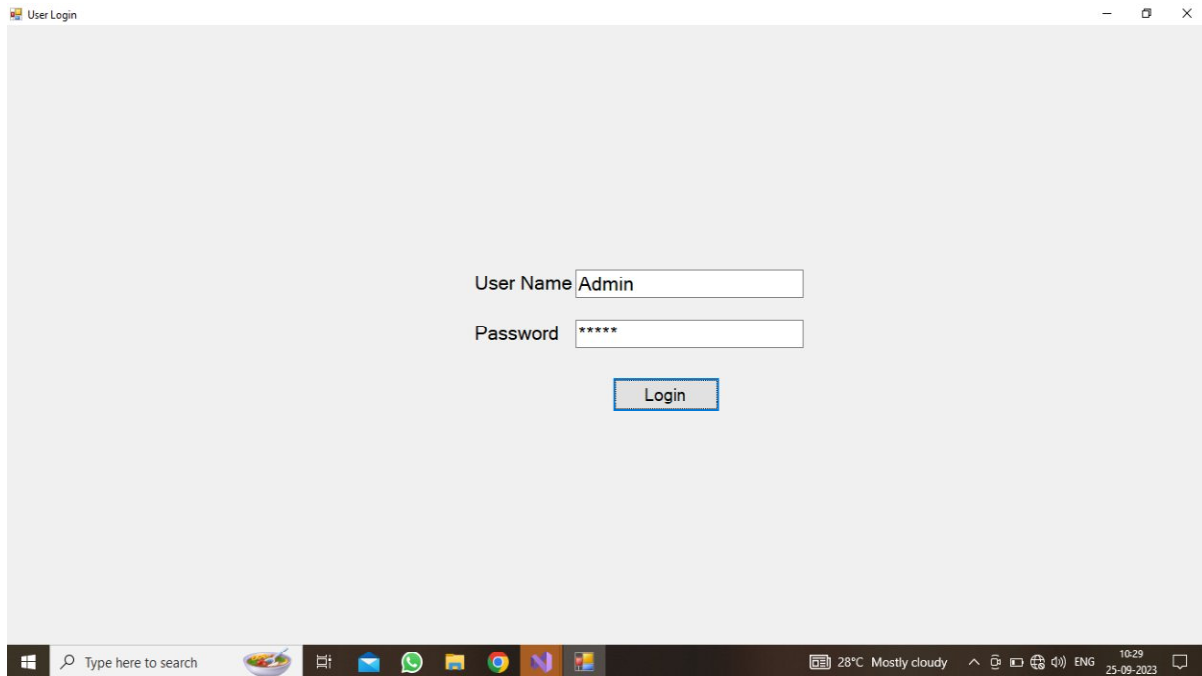 User Login
User Name Admin
Password *****
Login
Type here to search
28°C Mostly cloudy
ENG
10:29
25-09-2023